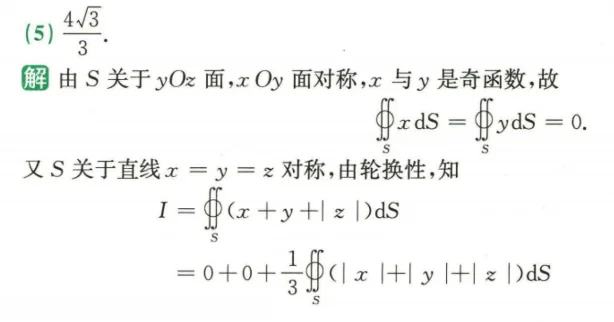 (5) $\frac{4\sqrt{3}}{3}$.
解 由 S 关于 yOz 面,x Oy 面对称,x 与 y 是奇函数,故
$\oiint_S x\,dS = \oiint_S y\,dS = 0.$
又 S 关于直线 x = y = z 对称,由轮换性,知
$I = \oiint_S (x + y + |z|)dS$
$= 0 + 0 + \frac{1}{3}\oiint_S (|x| + |y| + |z|)dS$